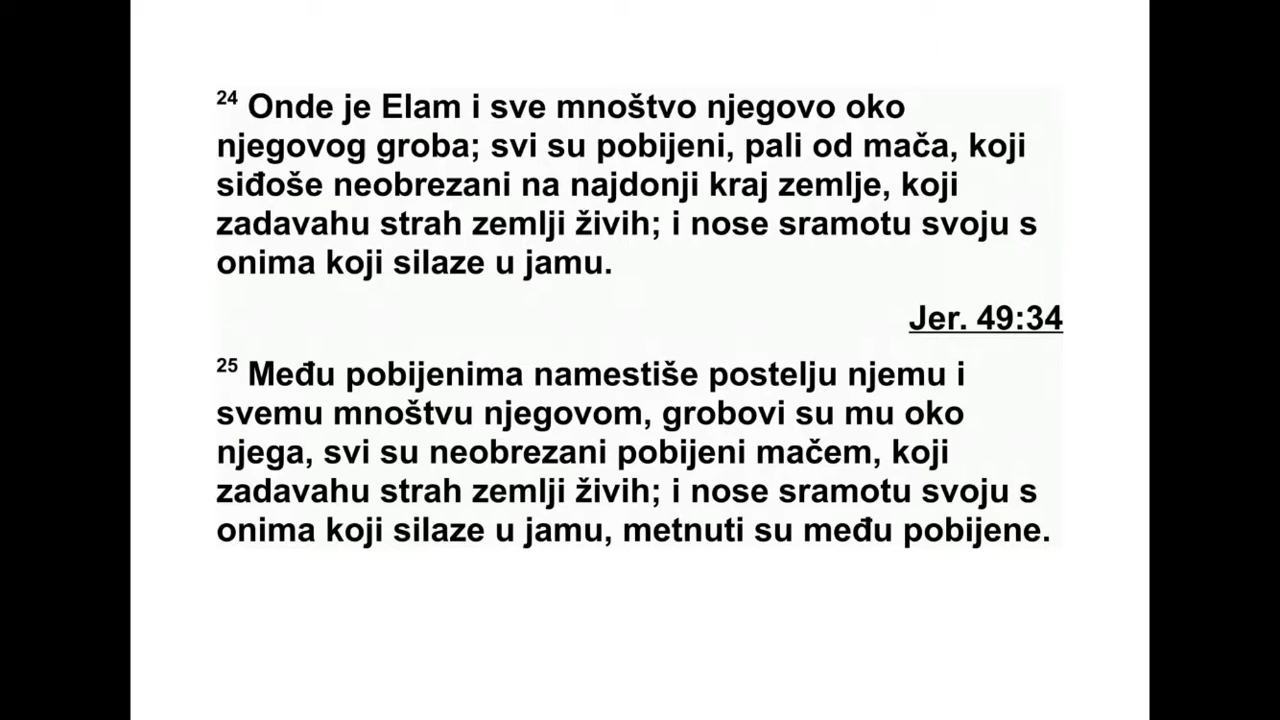 24 Onde je Elam i sve mnoštvo njegovo oko
njegovog groba; svi su pobijeni, pali od mača, koji
siđoše neobrezani na najdonji kraj zemlje, koji
zadavahu strah zemlji živih; i nose sramotu svoju s
onima koji silaze u jamu.
Jer. 49:34
25 Među pobijenima namestiše postelju njemu i
svemu mnoštvu njegovom, grobovi su mu oko
njega, svi su neobrezani pobijeni mačem, koji
zadavahu strah zemlji živih; i nose sramotu svoju s
onima koji silaze u jamu, metnuti su među pobijene.